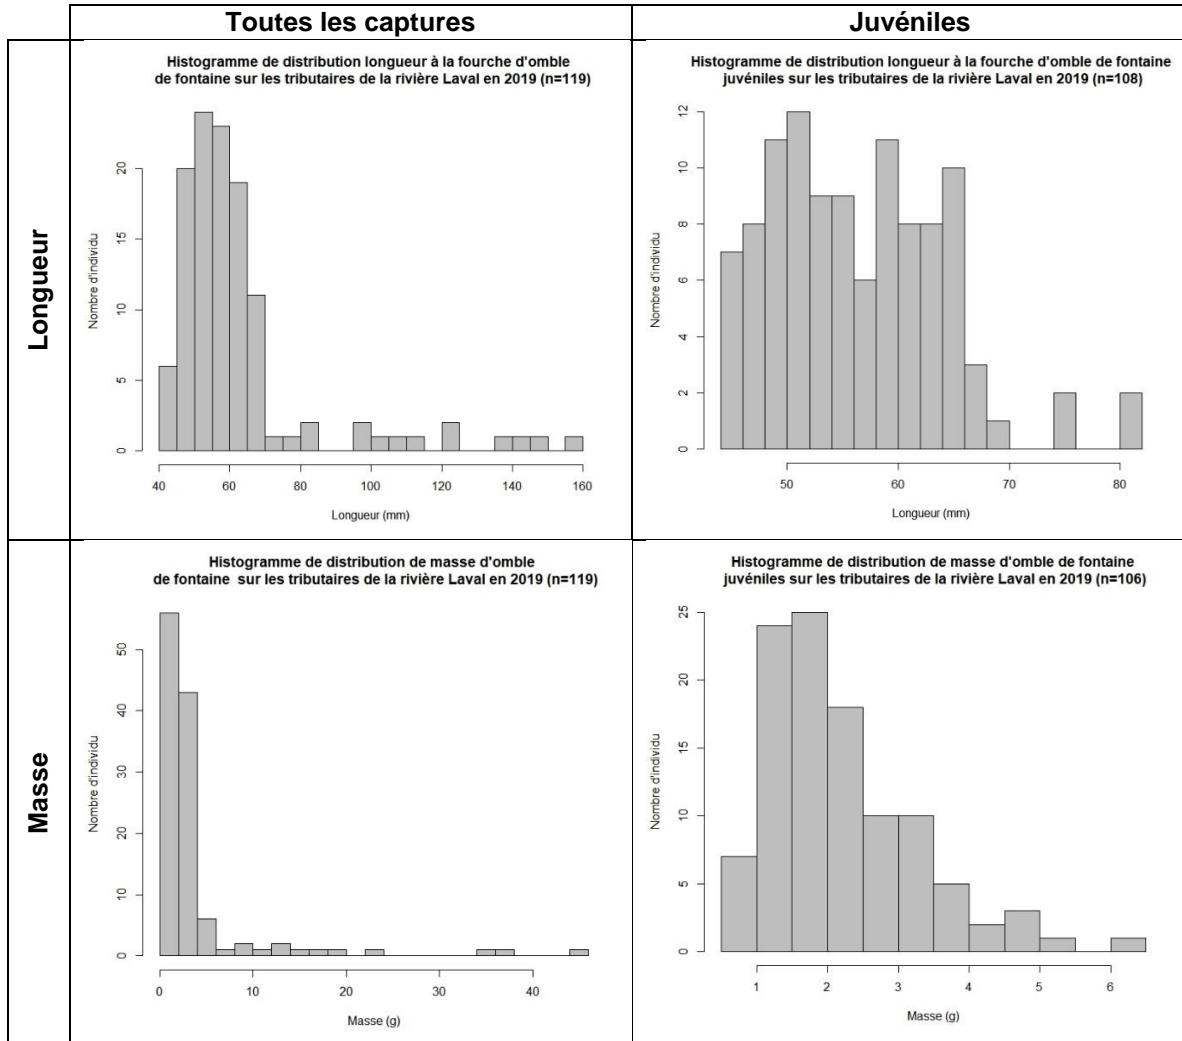 Toutes les captures
Juvéniles
Longueur
Histogramme de distribution longueur à la fourche d'omble
de fontaine sur les tributaires de la rivière Laval en 2019 (n=119)
Nombre d'individu
0
5
10
15
20
40
60
80
100
120
140
160
Longueur (mm)
Histogramme de distribution longueur à la fourche d'omble de fontaine
juvéniles sur les tributaires de la rivière Laval en 2019 (n=108)
Nombre d'individu
0
2
4
6
8
10
12
50
60
70
80
Longueur (mm)
Masse
Histogramme de distribution de masse d'omble
de fontaine sur les tributaires de la rivière Laval en 2019 (n=119)
Nombre d'individu
0
10
20
30
40
50
0
10
20
30
40
Masse (g)
Histogramme de distribution de masse d'omble de fontaine
juvéniles sur les tributaires de la rivière Laval en 2019 (n=106)
Nombre d'individu
0
5
10
15
20
25
1
2
3
4
5
6
Masse (g)